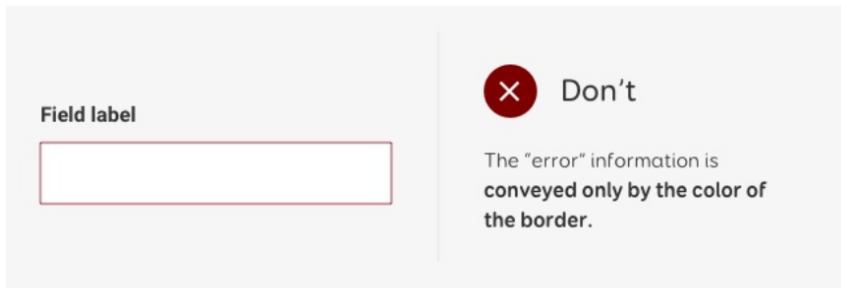 Field label
Don't
The "error" information is
conveyed only by the color of
the border.